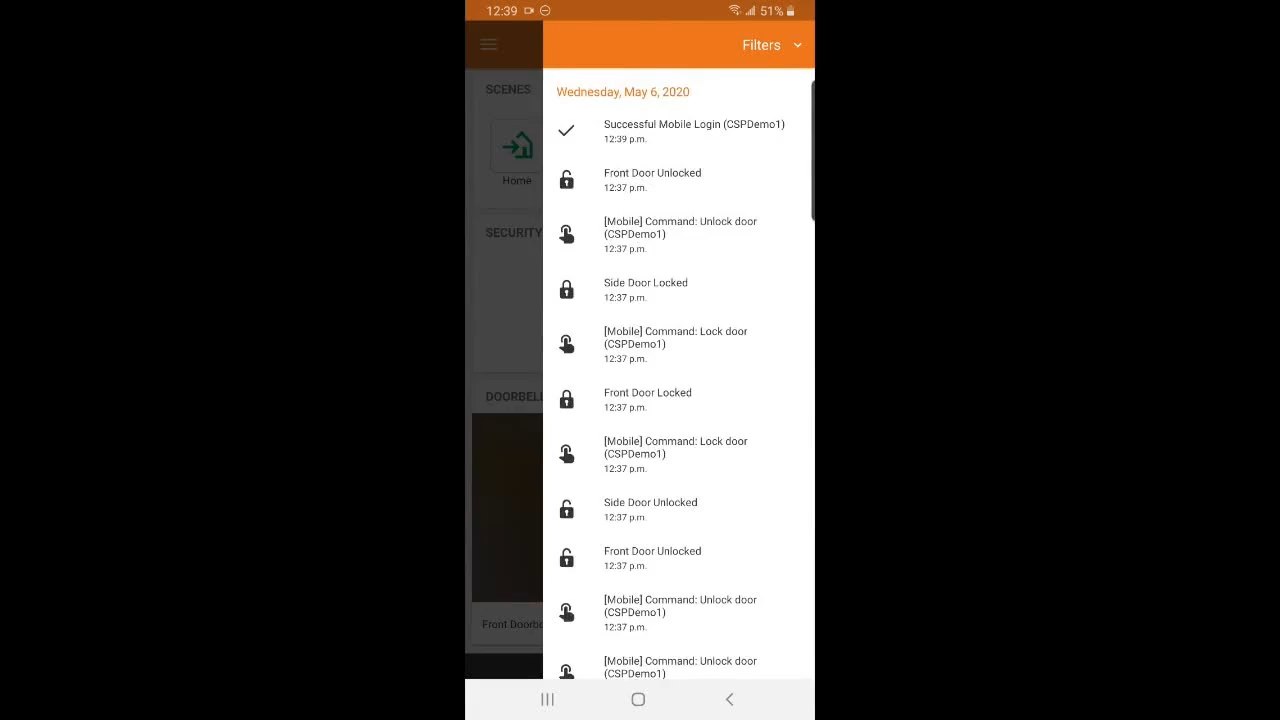 12:39
51%
Filters
SCENES
Home
SECURITY
DOORBELL
Front Doorbe
Wednesday, May 6, 2020
Successful Mobile Login (CSPDemo1)
12:39 p.m.
Front Door Unlocked
12:37 p.m.
[Mobile] Command: Unlock door
(CSPDemo1)
12:37 p.m.
Side Door Locked
12:37 p.m.
[Mobile] Command: Lock door
(CSPDemo1)
12:37 p.m.
Front Door Locked
12:37 p.m.
[Mobile] Command: Lock door
(CSPDemo1)
12:37 p.m.
Side Door Unlocked
12:37 p.m.
Front Door Unlocked
12:37 p.m.
[Mobile] Command: Unlock door
(CSPDemo1)
12:37 p.m.
[Mobile] Command: Unlock door
(CSPDemo1)